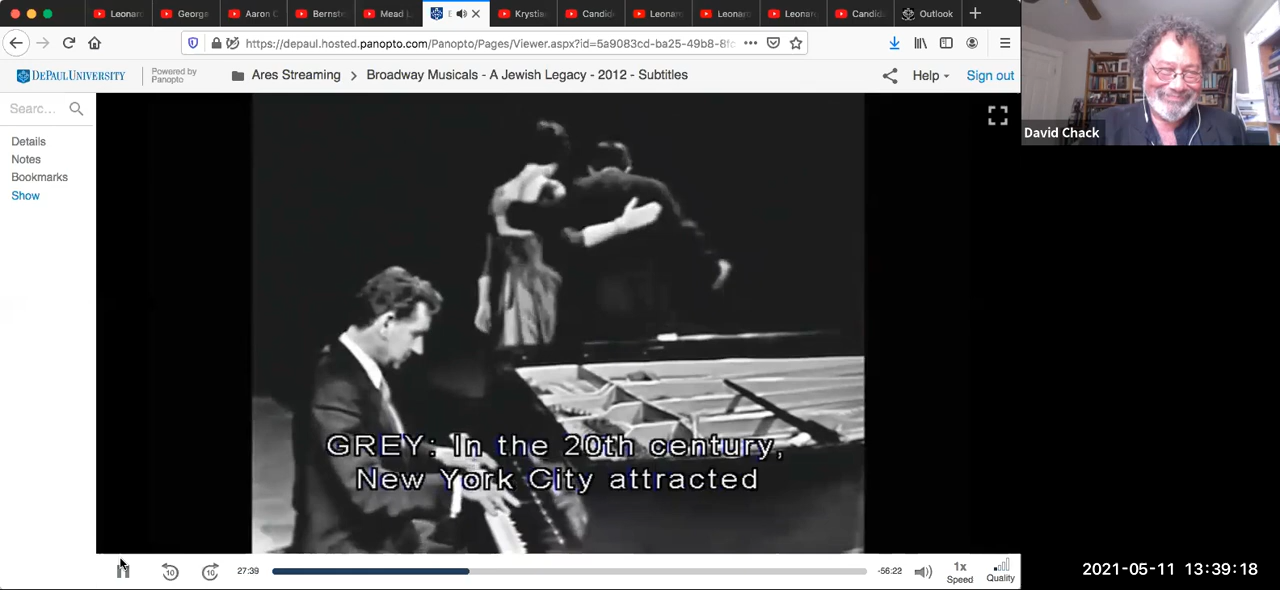 Leonar
George
Aaron C
Bernste
Mead L
Krystia
Candid
Leonar
Leonar
Leonar
Candid
Outlook
https://depaul.hosted.panopto.com/Panopto/Pages/Viewer.aspx?id=5a9083cd-ba25-49b8-8fc
DEPAUL UNIVERSITY
Powered by
Panopto
Ares Streaming > Broadway Musicals - A Jewish Legacy - 2012 - Subtitles
Help
Sign out
Searc...
Details
Notes
Bookmarks
Show
David Chack
GREY: In the 20th century,
New York City attracted
10
10
27:39
-56:22
1x
Speed
Quality
2021-05-11 13:39:18